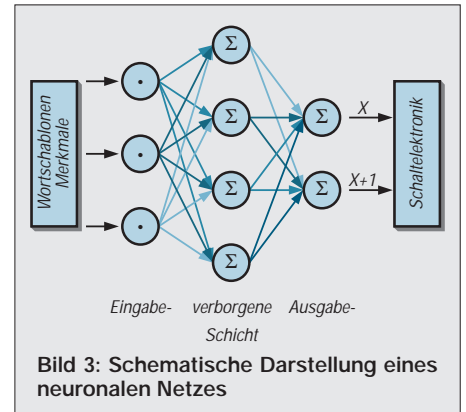 Wortschablonen
Merkmale
·
·
·
Σ
Σ
Σ
Σ
Σ
Σ
X
X+1
Schaltelektronik
Eingabe- verborgene Ausgabe-
Schicht
Bild 3: Schematische Darstellung eines
neuronalen Netzes